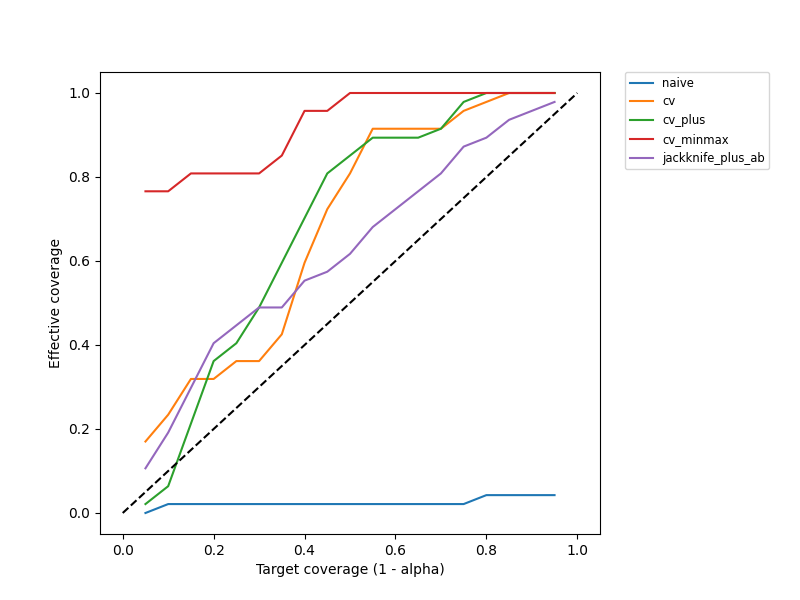 naive
cv
cv_plus
cv_minmax
jackknife_plus_ab
1.0
0.8
0.6
0.4
0.2
0.0
Effective coverage
0.0 0.2 0.4 0.6 0.8 1.0
Target coverage (1 - alpha)